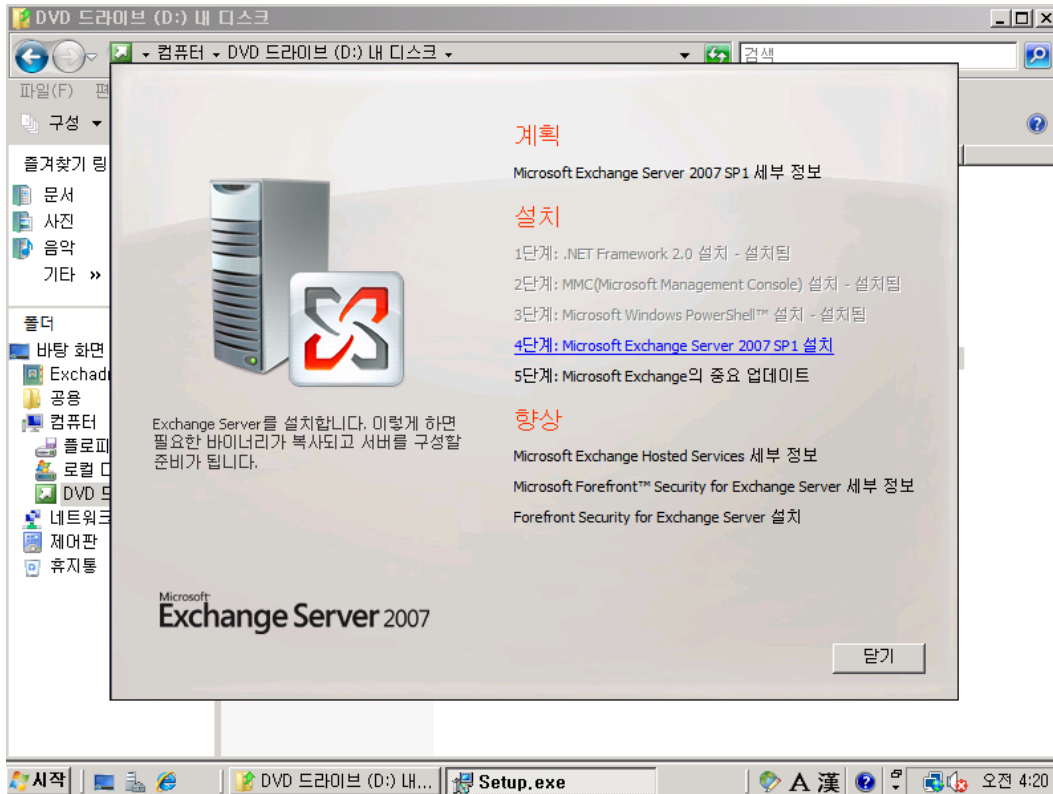 DVD 드라이브 (D:) 내 디스크
컴퓨터 DVD 드라이브 (D:) 내 디스크
검색
파일(F)
구성
즐겨찾기 링
문서
사진
음악
기타 »
폴더
바탕 화면
공용
컴퓨터
DVD
제어판
휴지통
계획
Microsoft Exchange Server 2007 SP1 세부 정보
설치
1단계: .NET Framework 2.0 설치 - 설치됨
2단계: MMC(Microsoft Management Console) 설치 - 설치됨
3단계: Microsoft Windows PowerShell™ 설치 - 설치됨
4단계: Microsoft Exchange Server 2007 SP1 설치
5단계: Microsoft Exchange의 중요 업데이트
향상
Microsoft Exchange Hosted Services 세부 정보
Microsoft Forefront™ Security for Exchange Server 세부 정보
Forefront Security for Exchange Server 설치
Exchange Server를 설치합니다. 이렇게 하면
필요한 바이너리가 복사되고 서버를 구성할
준비가 됩니다.
Microsoft
Exchange Server 2007
닫기
시작
DVD 드라이브 (D:) 내...
Setup.exe
A 漢
오전 4:20